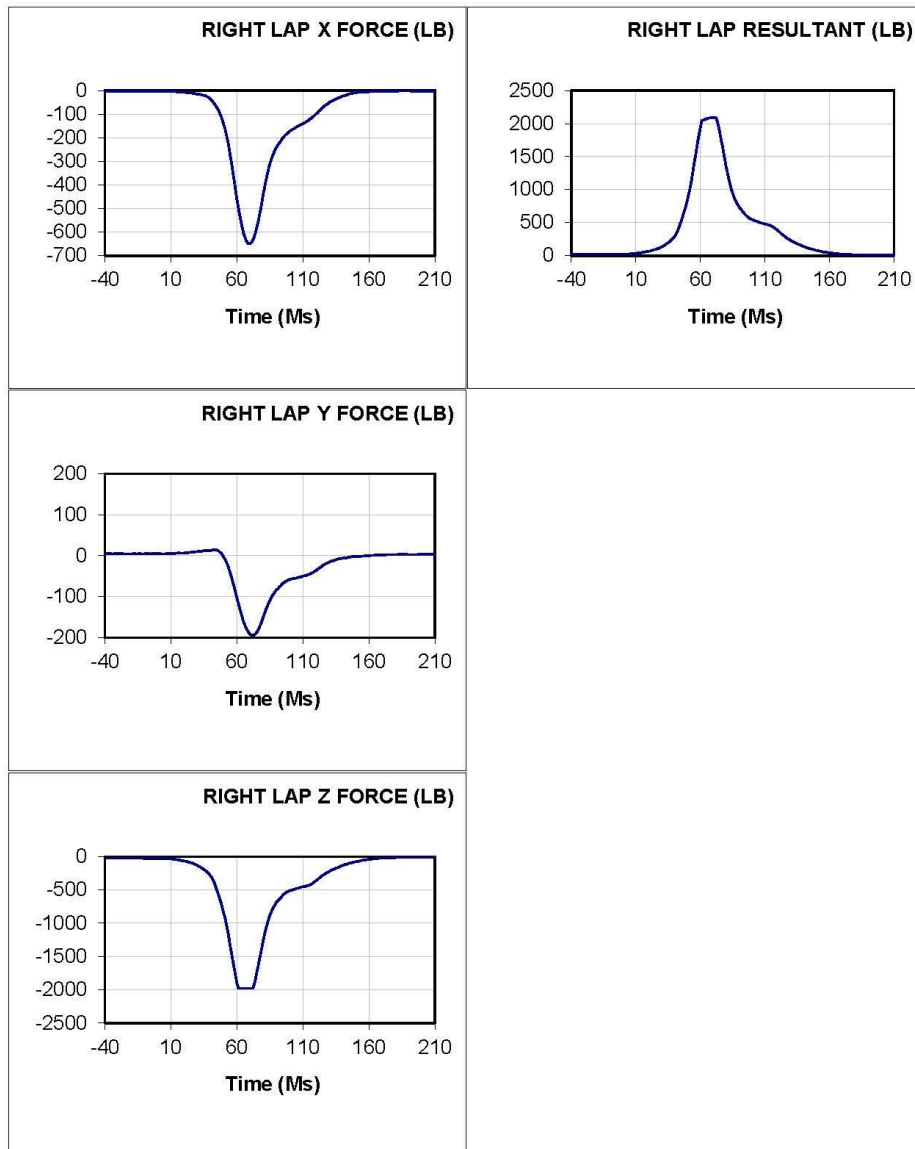 RIGHT LAP X FORCE (LB)
0
-100
-200
-300
-400
-500
-600
-700
-40 10 60 110 160 210
Time (Ms)
RIGHT LAP RESULTANT (LB)
2500
2000
1500
1000
500
0
-40 10 60 110 160 210
Time (Ms)
RIGHT LAP Y FORCE (LB)
200
100
0
-100
-200
-40 10 60 110 160 210
Time (Ms)
RIGHT LAP Z FORCE (LB)
0
-500
-1000
-1500
-2000
-2500
-40 10 60 110 160 210
Time (Ms)